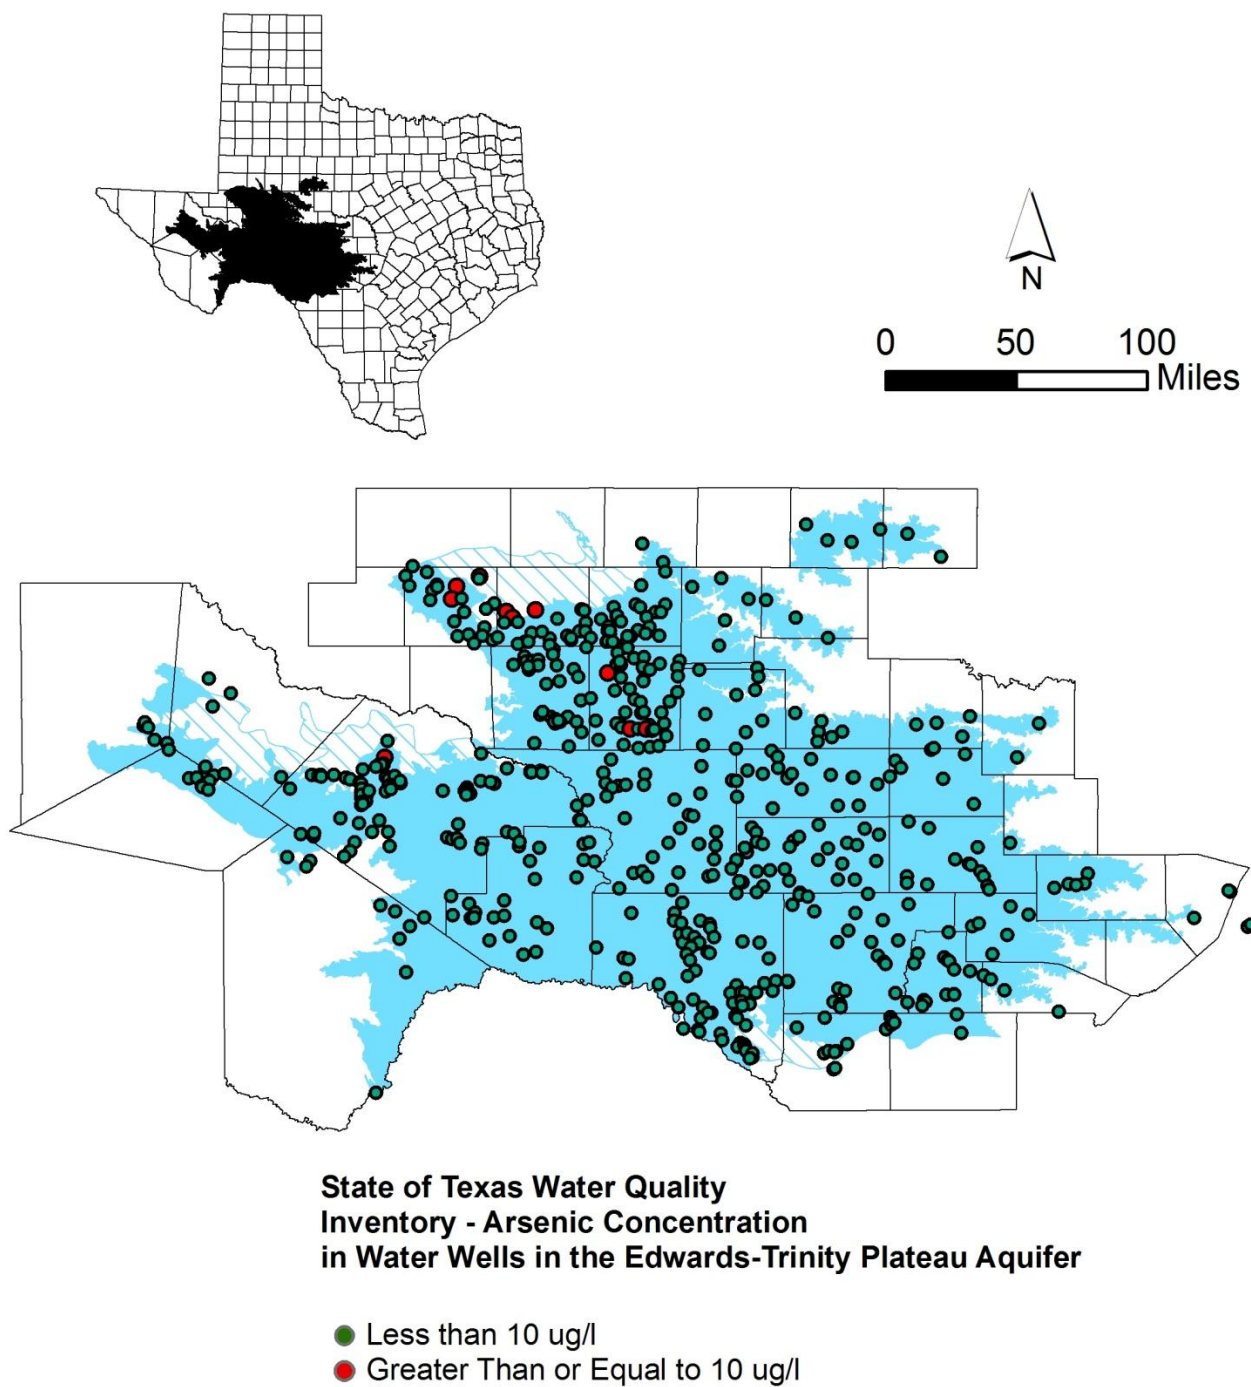 N
0 50 100
Miles
State of Texas Water Quality
Inventory - Arsenic Concentration
in Water Wells in the Edwards-Trinity Plateau Aquifer
Less than 10 ug/l
Greater Than or Equal to 10 ug/l